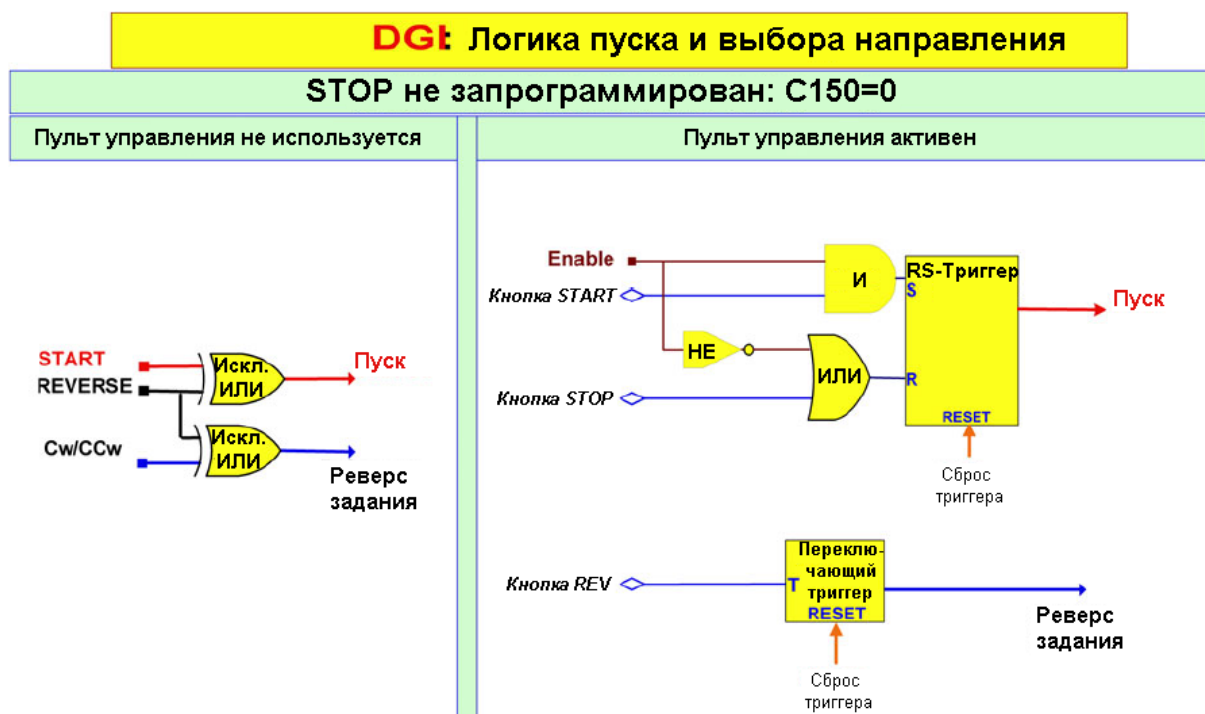 DGI: Логика пуска и выбора направления
STOP не запрограммирован: C150=0
Пульт управления не используется
Пульт управления активен
START
REVERSE
Cw/CCw
Искл.
ИЛИ
Искл.
ИЛИ
Пуск
Реверс
задания
Enable
Кнопка START
И
НЕ
ИЛИ
Кнопка STOP
RS-Триггер
S
R
RESET
Пуск
Сброс
триггера
Кнопка REV
Переклю-
чающий
триггер
T
RESET
Реверс
задания
Сброс
триггера